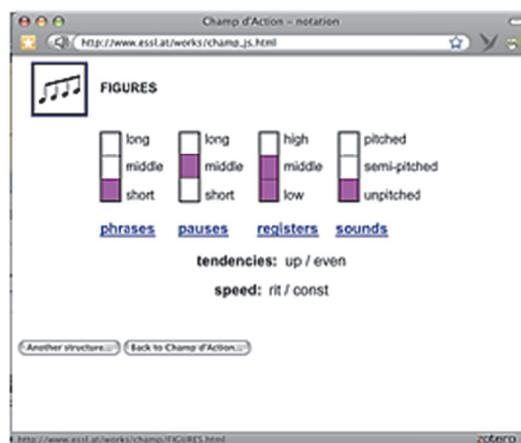 Champ d'Action – notation
http://www.essl.at/works/champ_js.html
FIGURES
long long high pitched
middle middle middle semi-pitched
short short low unpitched
phrases pauses registers sounds
tendencies: up / even
speed: rit / const
Another structure... Back to Champ d'Action...
http://www.essl.at/works/champ/FIGURES.html
zotero